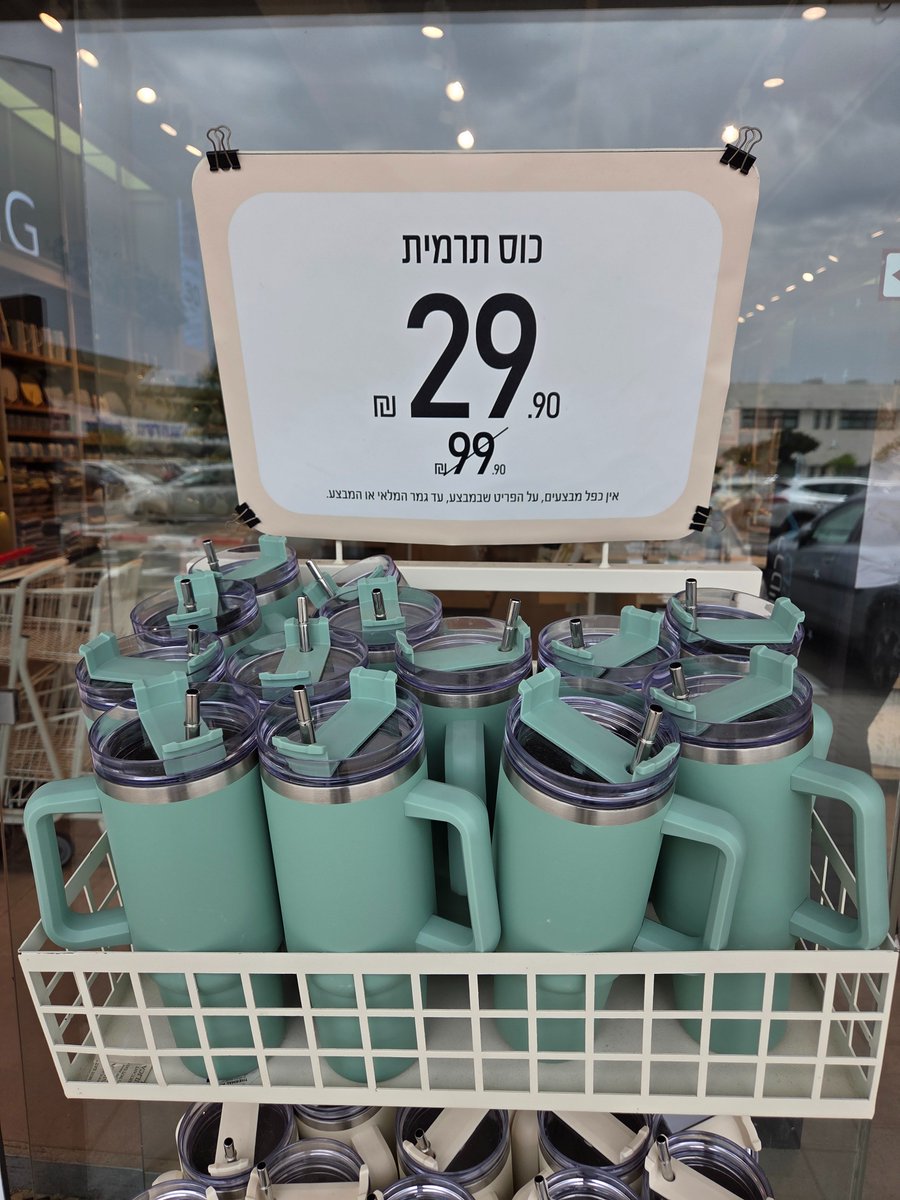 כוס תרמית
₪ 29.90
₪ 99.90
אין כפל מבצעים, על הפריט שבמבצע, עד גמר המלאי או המבצע.